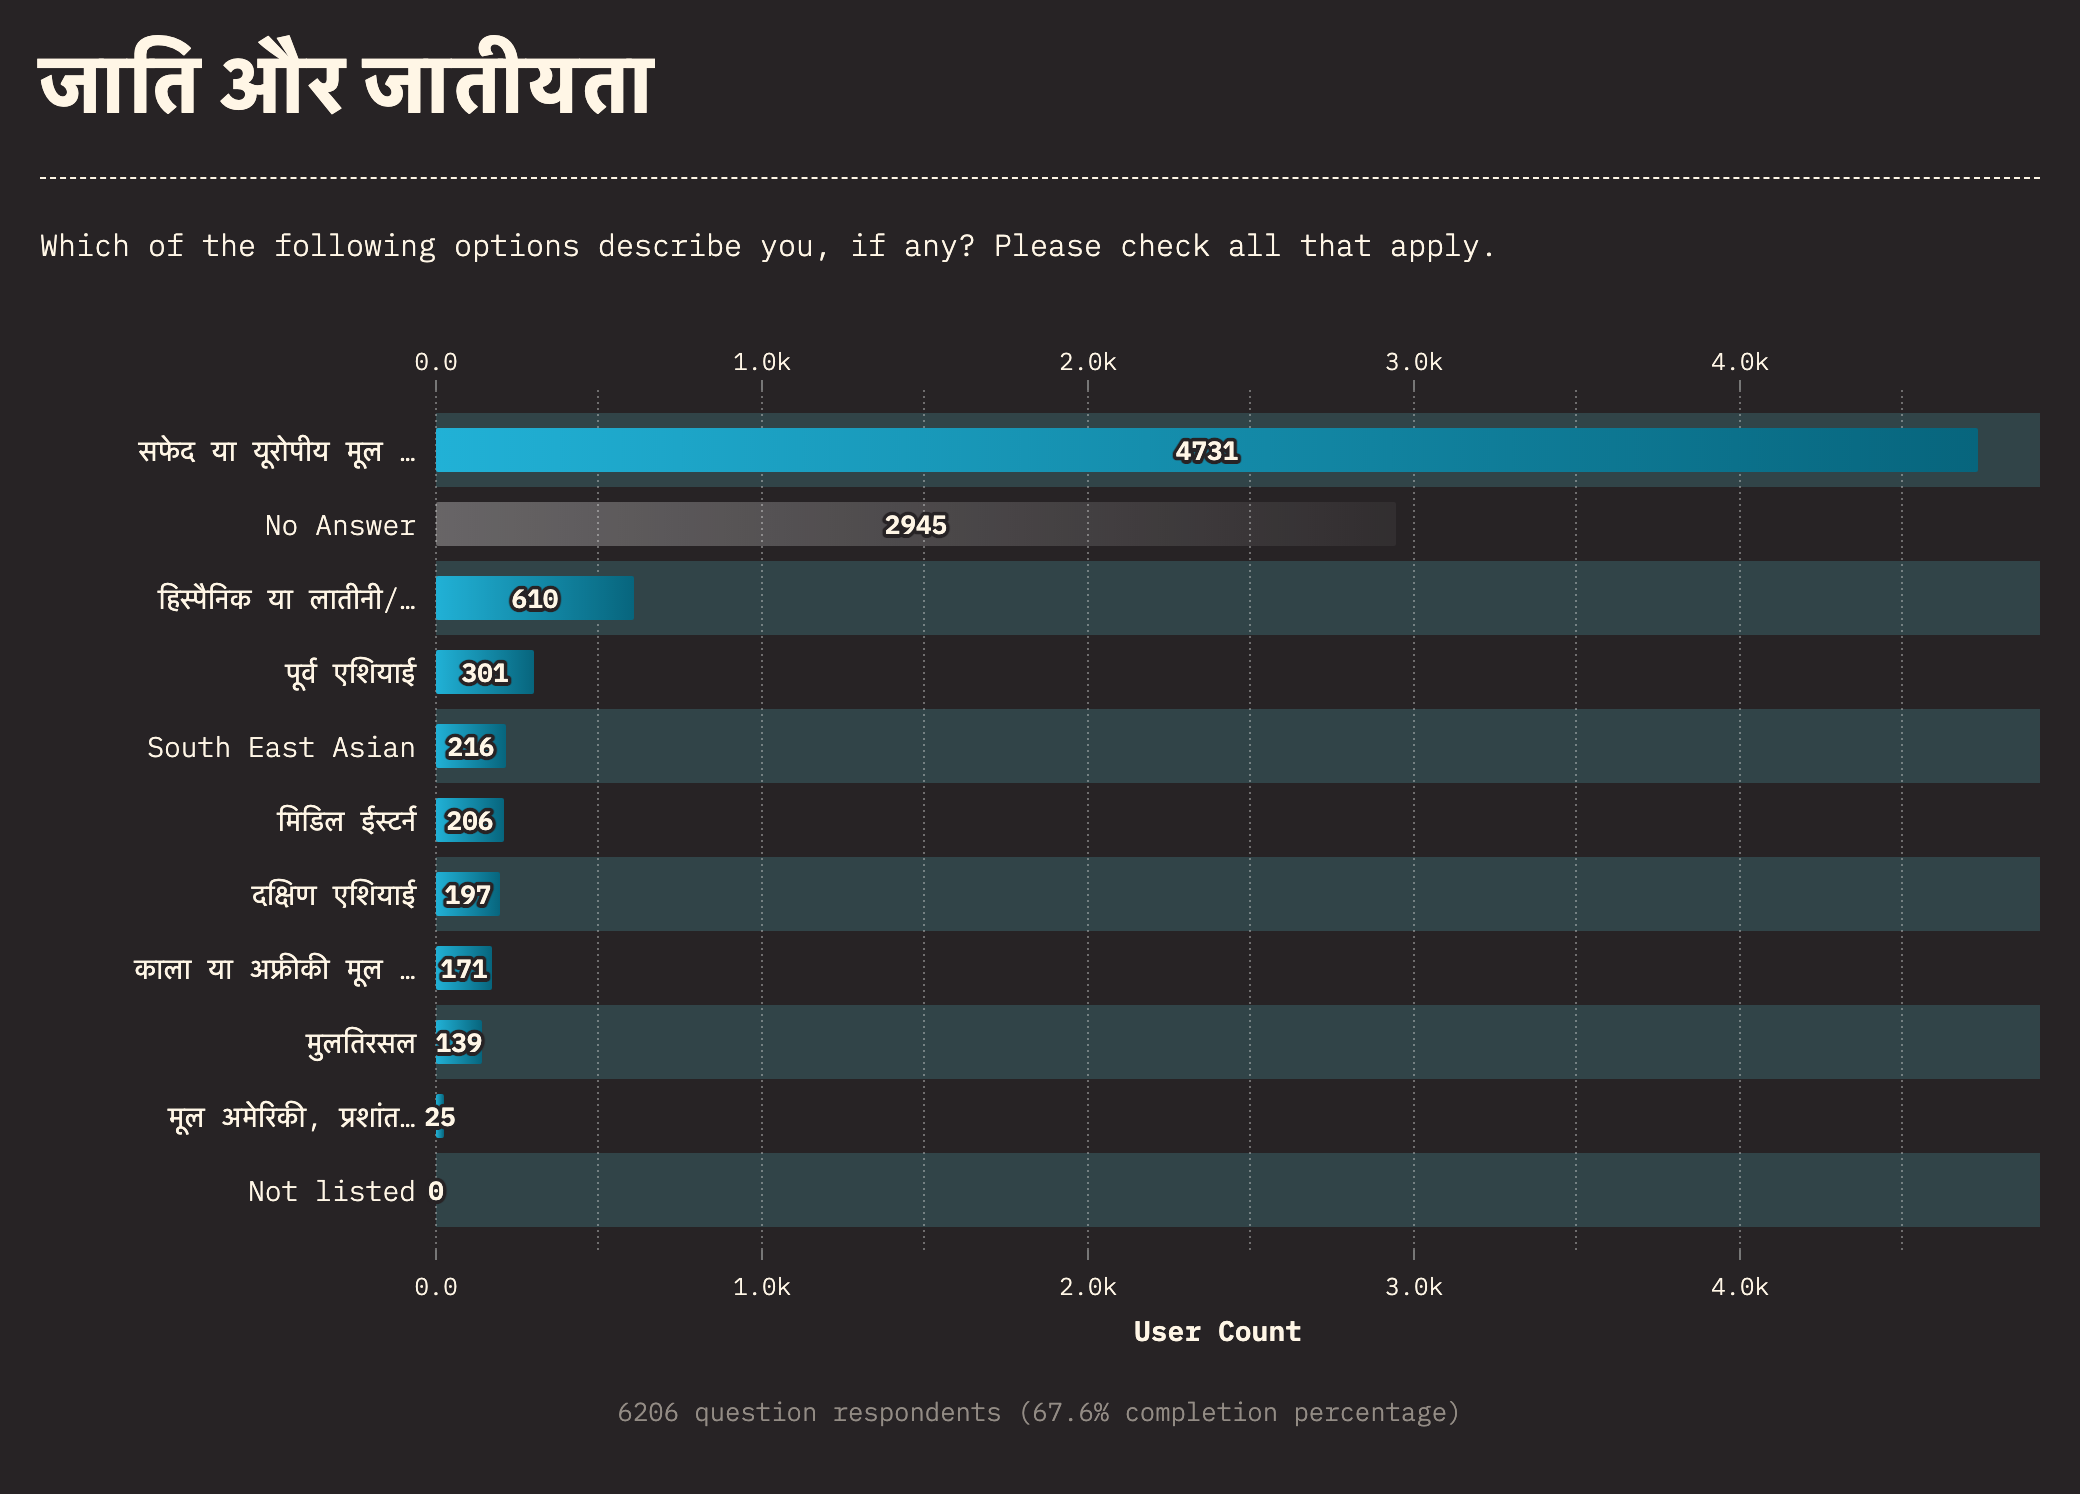 जाति और जातीयता
Which of the following options describe you, if any? Please check all that apply.
0.0 1.0k 2.0k 3.0k 4.0k
सफेद या यूरोपीय मूल … 4731
No Answer 2945
हिस्पैनिक या लातीनी/… 610
पूर्व एशियाई 301
South East Asian 216
मिडिल ईस्टर्न 206
दक्षिण एशियाई 197
काला या अफ्रीकी मूल … 171
मुलतिरसल 139
मूल अमेरिकी, प्रशांत… 25
Not listed 0
0.0 1.0k 2.0k 3.0k 4.0k
User Count
6206 question respondents (67.6% completion percentage)